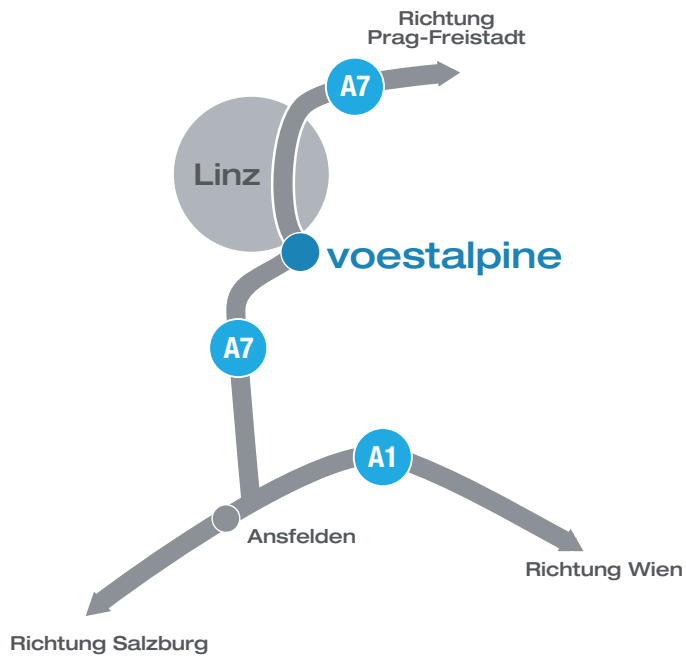 Richtung
Prag-Freistadt
A7
Linz
voestalpine
A7
A1
Ansfelden
Richtung Wien
Richtung Salzburg